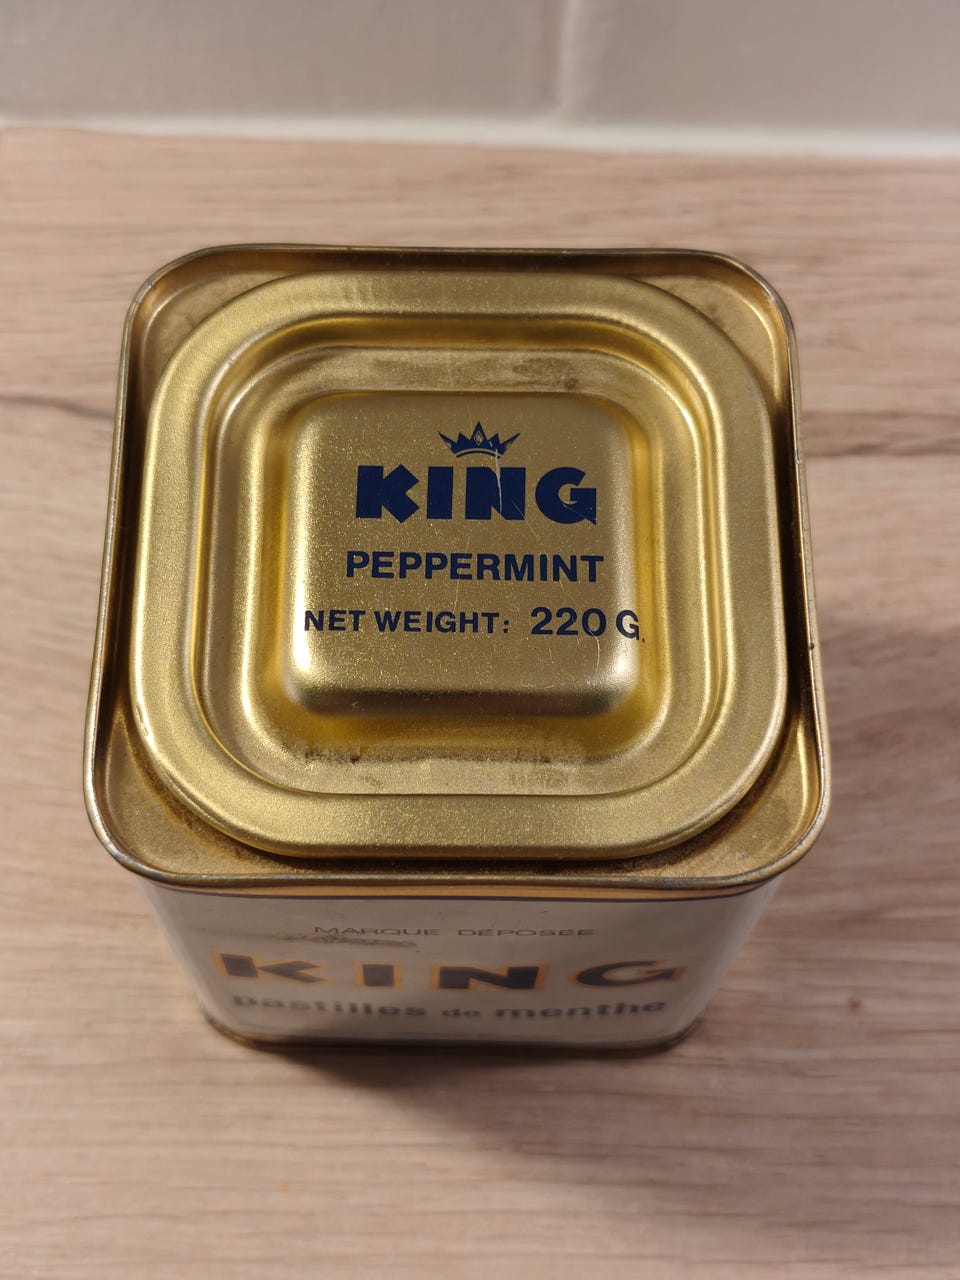 KING
PEPPERMINT
NET WEIGHT: 220 G.
MARQUE DÉPOSÉE
KING
pastilles de menthe